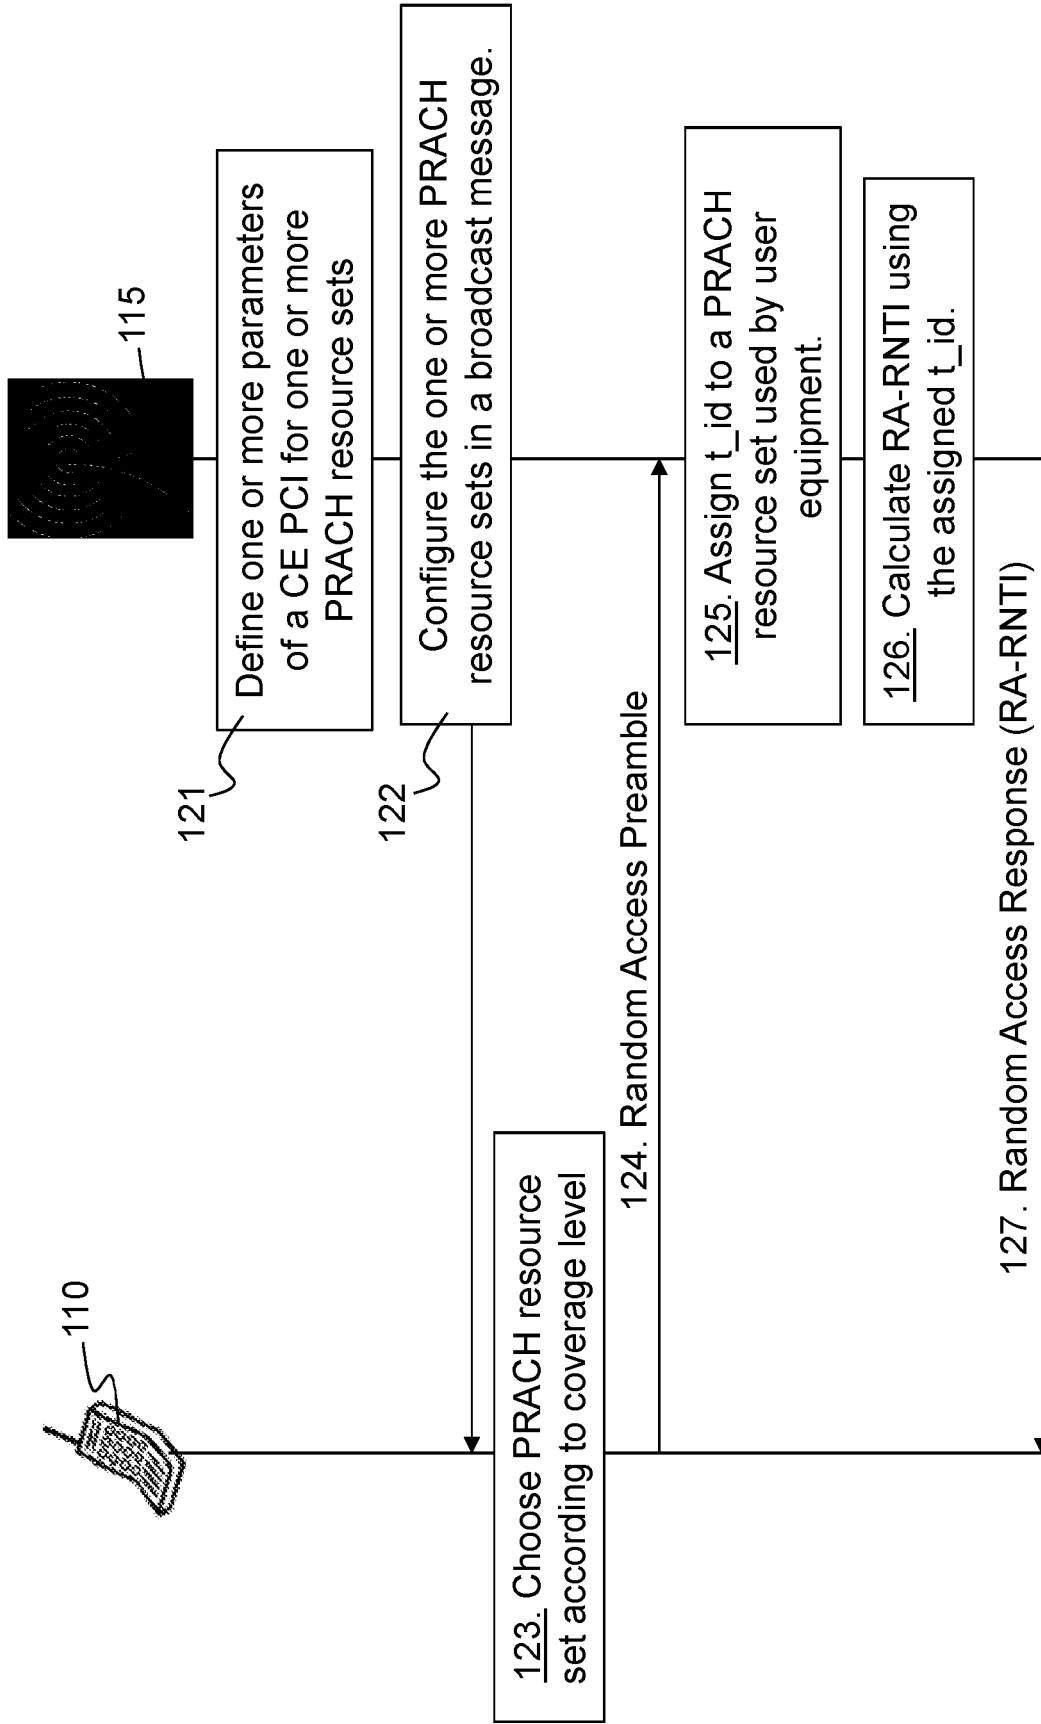 110
115
121
Define one or more parameters
of a CE PCI for one or more
PRACH resource sets
122
Configure the one or more PRACH
resource sets in a broadcast message.
123. Choose PRACH resource
set according to coverage level
124. Random Access Preamble
125. Assign t_id to a PRACH
resource set used by user
equipment.
126. Calculate RA-RNTI using
the assigned t_id.
127. Random Access Response (RA-RNTI)